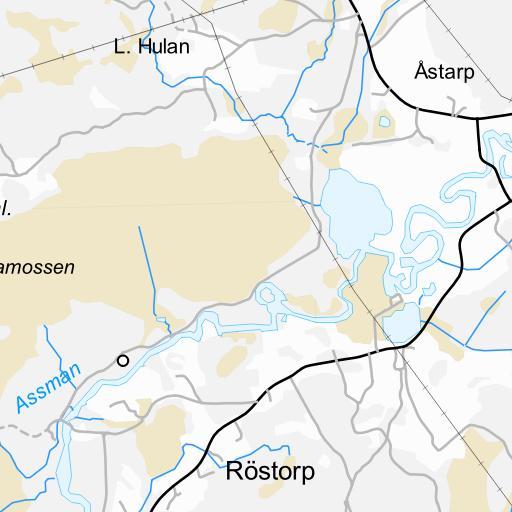 L. Hulan
Åstarp
l.
amossen
Assman
Röstorp